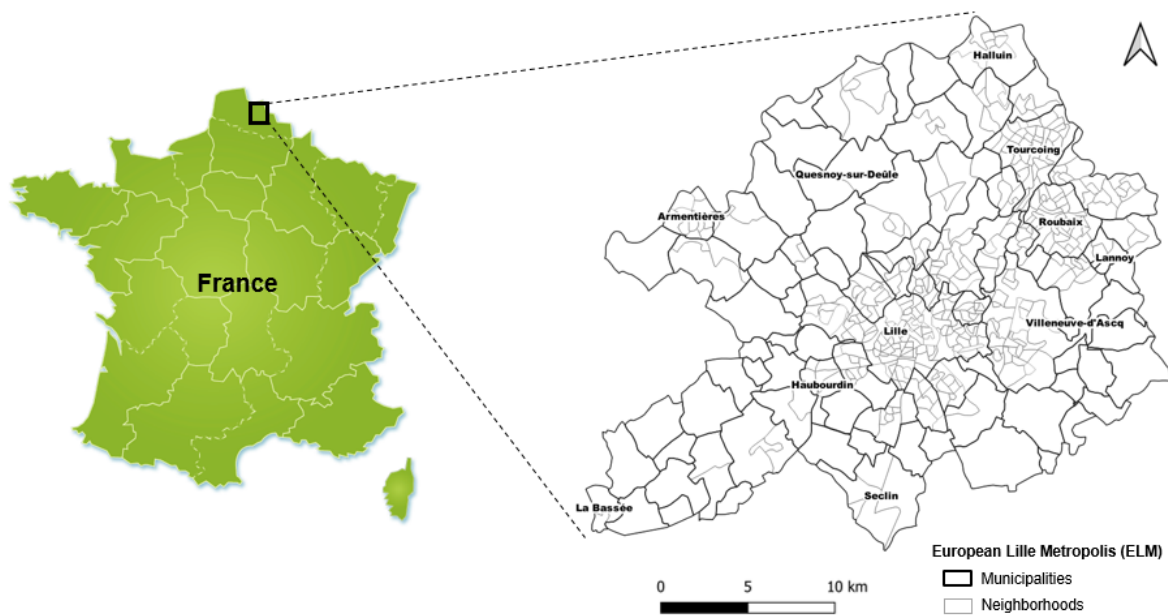 France
Halluin
Tourcoing
Quesnoy-sur-Deûle
Armentières
Roubaix
Lannoy
Lille
Villeneuve-d'Ascq
Haubourdin
Seclin
La Bassée
European Lille Metropolis (ELM)
Municipalities
Neighborhoods
0 5 10 km